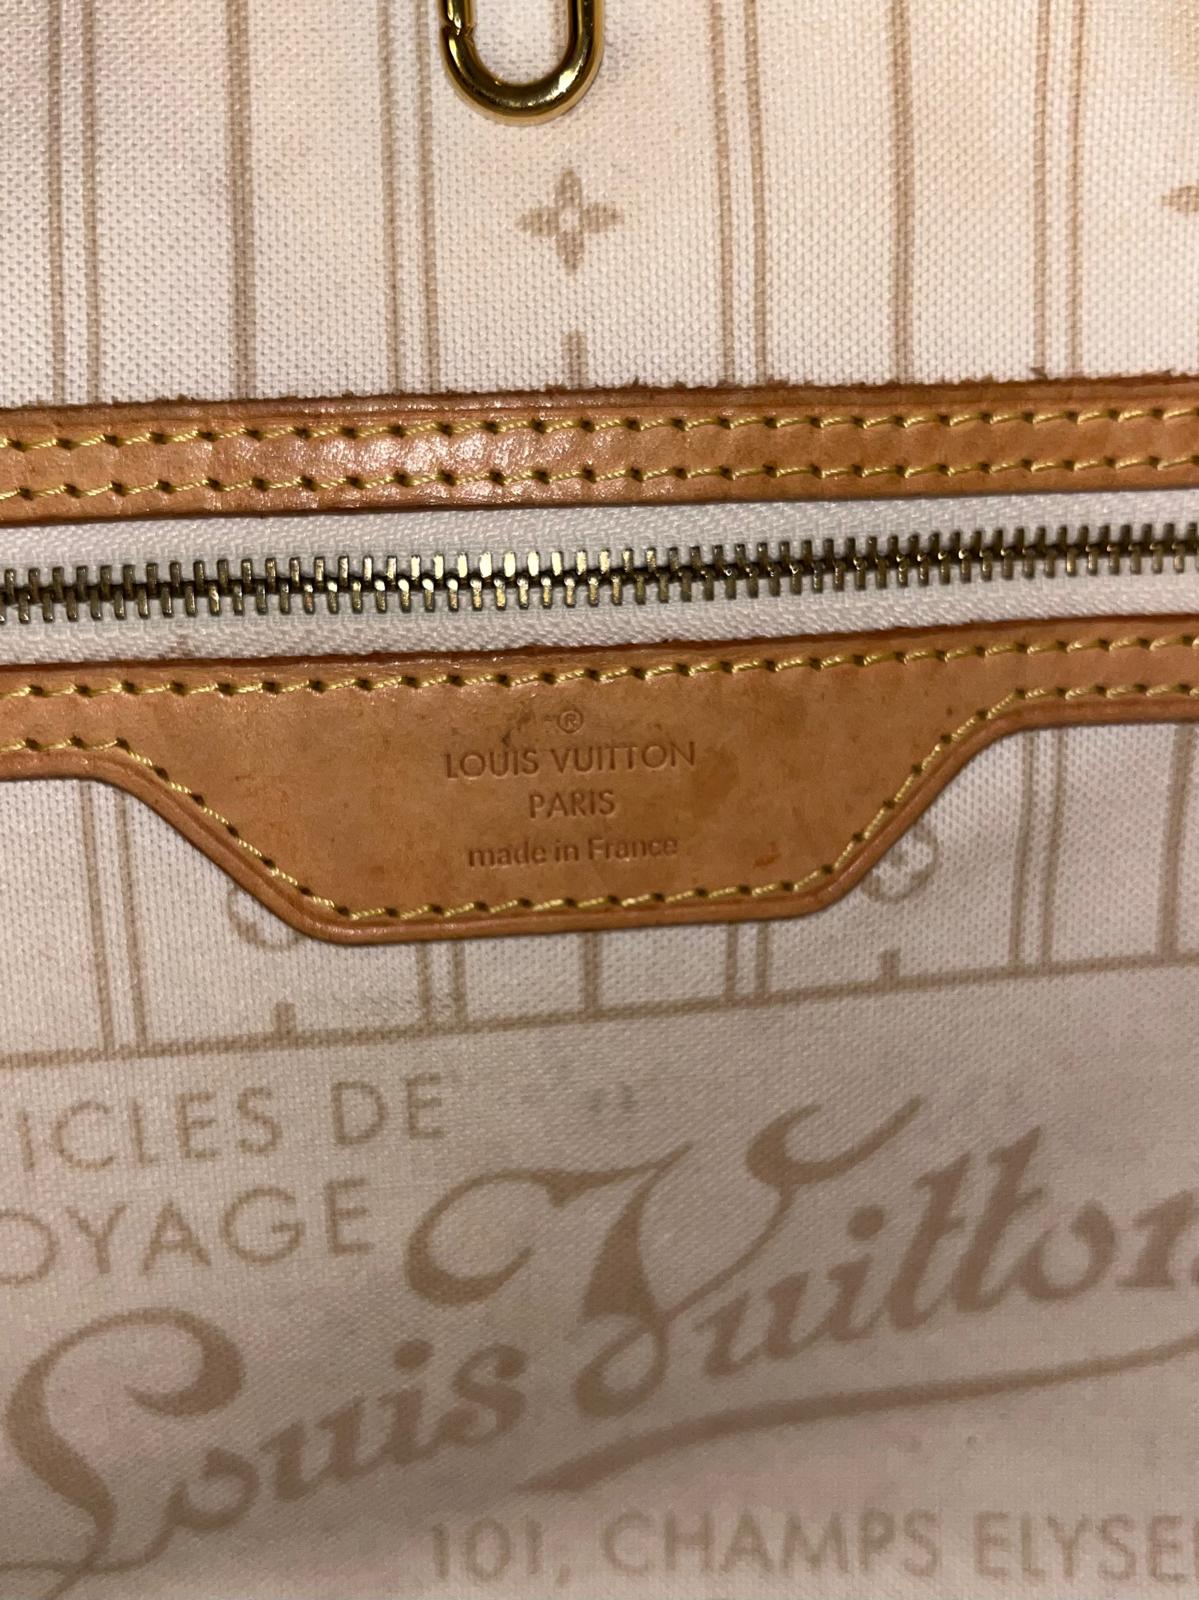 ®
LOUIS VUITTON
PARIS
made in France
ICLES DE
OYAGE
Louis Vuitton
101, CHAMPS ELYSE